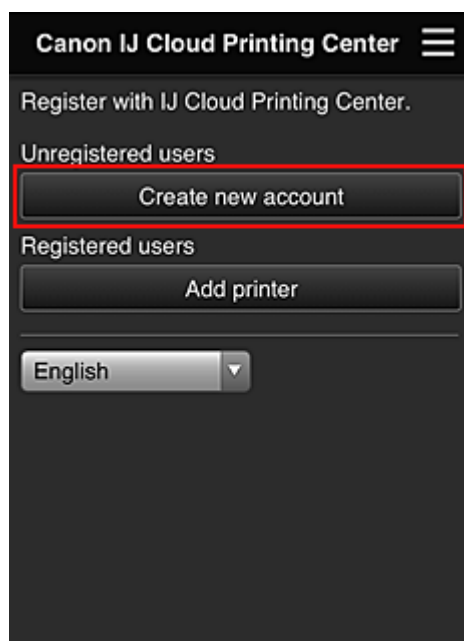 Canon IJ Cloud Printing Center
Register with IJ Cloud Printing Center.
Unregistered users
Create new account
Registered users
Add printer
English